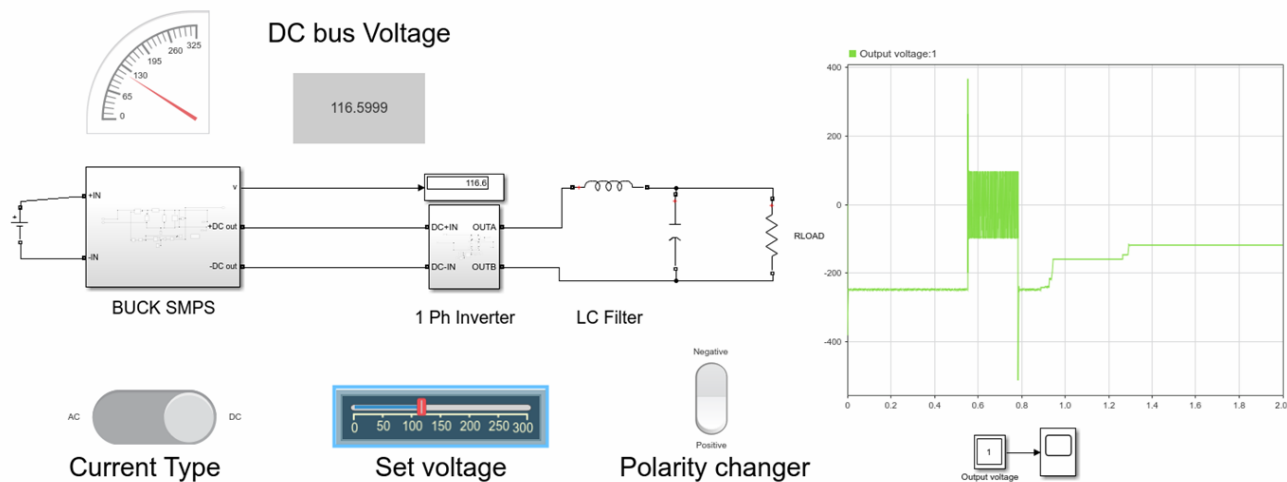 DC bus Voltage
0
65
130
195
260
325
116.5999
+IN
-IN
v
+DC out
-DC out
BUCK SMPS
116.6
DC+IN
DC-IN
OUTA
OUTB
1 Ph Inverter
LC Filter
RLOAD
Output voltage:1
400
200
0
-200
-400
0
0.2
0.4
0.6
0.8
1.0
1.2
1.4
1.6
1.8
2.0
AC
DC
Current Type
0 50 100 150 200 250 300
Set voltage
Negative
Positive
Polarity changer
1
Output voltage